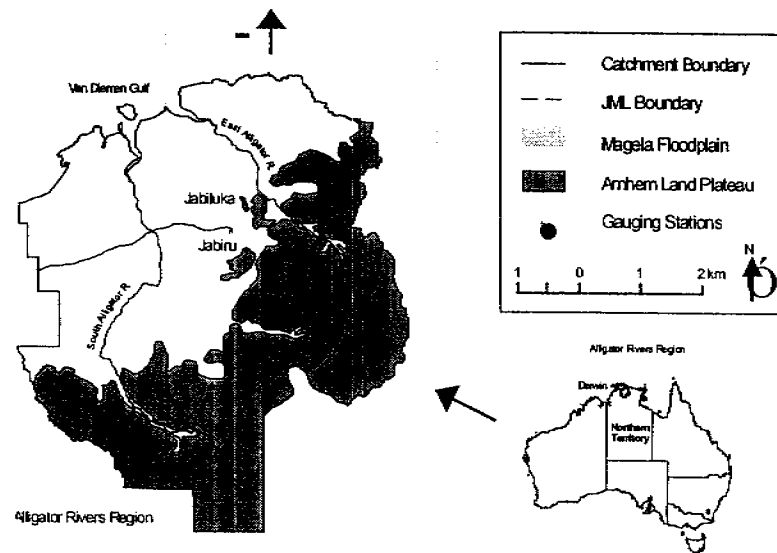 Van Diemen Gulf
East Alligator R.
Jabiluka
Jabiru
South Alligator R.
Alligator Rivers Region
Catchment Boundary
JML Boundary
Magela Floodplain
Arnhem Land Plateau
Gauging Stations
N
1 0 1 2 km
Alligator Rivers Region
Darwin
Northern
Territory